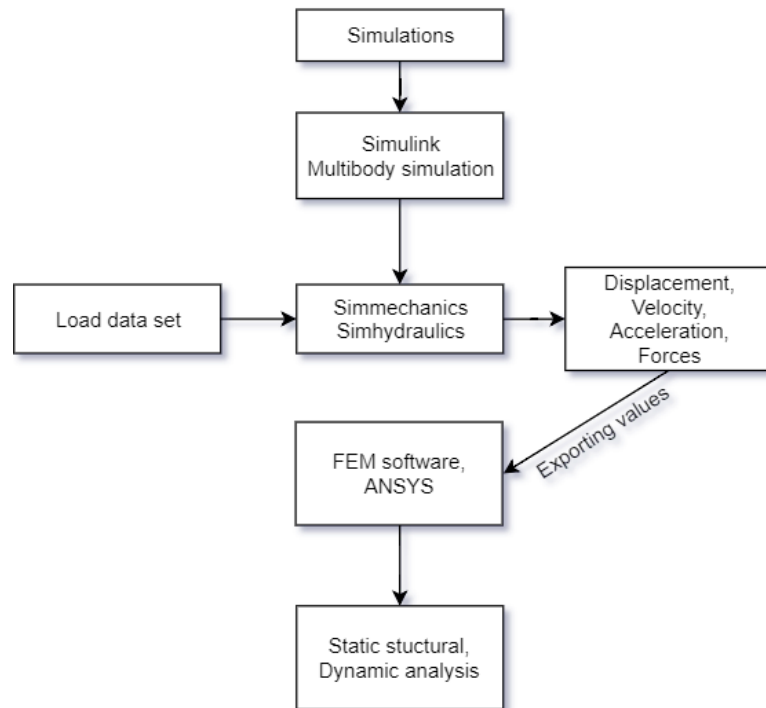 Simulations
Simulink
Multibody simulation
Load data set
Simmechanics
Simhydraulics
Displacement,
Velocity,
Acceleration,
Forces
Exporting values
FEM software,
ANSYS
Static stuctural,
Dynamic analysis